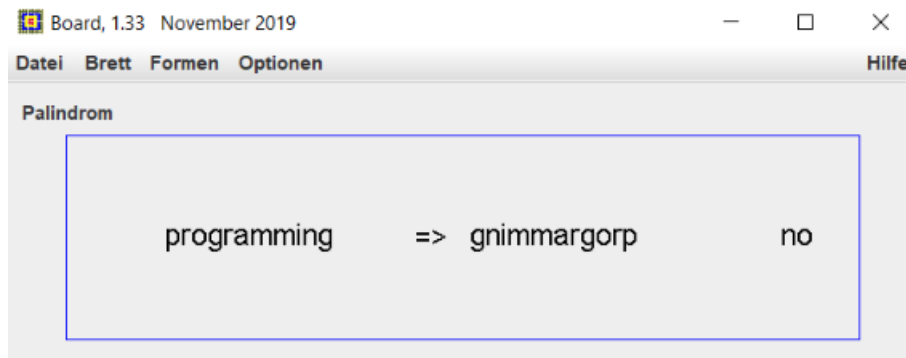 Board, 1.33 November 2019
Datei Brett Formen Optionen Hilfe
Palindrom
programming => gnimmargorp no